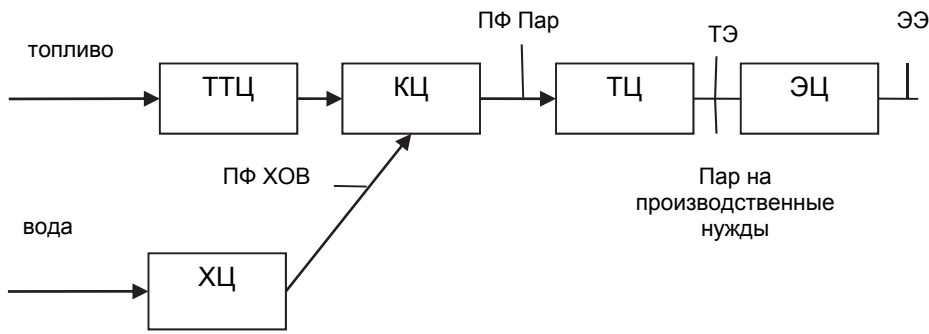 ПФ Пар
ЭЭ
ТЭ
топливо
ТТЦ
КЦ
ТЦ
ЭЦ
ПФ ХОВ
Пар на
производственные
нужды
вода
ХЦ